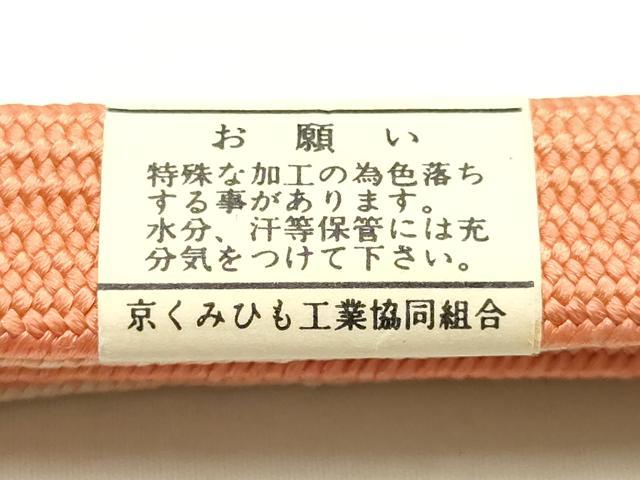 お願い
特殊な加工の為色落ち
する事があります。
水分、汗等保管には充
分気をつけて下さい。
京くみひも工業協同組合